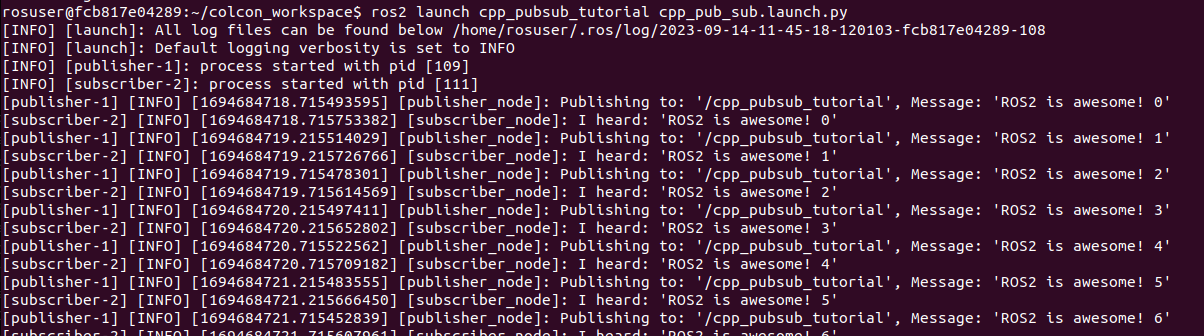 rosuser@fcb817e04289:~/colcon_workspace$ ros2 launch cpp_pubsub_tutorial cpp_pub_sub.launch.py
[INFO] [launch]: All log files can be found below /home/rosuser/.ros/log/2023-09-14-11-45-18-120103-fcb817e04289-108
[INFO] [launch]: Default logging verbosity is set to INFO
[INFO] [publisher-1]: process started with pid [109]
[INFO] [subscriber-2]: process started with pid [111]
[publisher-1] [INFO] [1694684718.715493595] [publisher_node]: Publishing to: '/cpp_pubsub_tutorial', Message: 'ROS2 is awesome! 0'
[subscriber-2] [INFO] [1694684718.715753382] [subscriber_node]: I heard: 'ROS2 is awesome! 0'
[publisher-1] [INFO] [1694684719.215514029] [publisher_node]: Publishing to: '/cpp_pubsub_tutorial', Message: 'ROS2 is awesome! 1'
[subscriber-2] [INFO] [1694684719.215726766] [subscriber_node]: I heard: 'ROS2 is awesome! 1'
[publisher-1] [INFO] [1694684719.715478301] [publisher_node]: Publishing to: '/cpp_pubsub_tutorial', Message: 'ROS2 is awesome! 2'
[subscriber-2] [INFO] [1694684719.715614569] [subscriber_node]: I heard: 'ROS2 is awesome! 2'
[publisher-1] [INFO] [1694684720.215497411] [publisher_node]: Publishing to: '/cpp_pubsub_tutorial', Message: 'ROS2 is awesome! 3'
[subscriber-2] [INFO] [1694684720.215652802] [subscriber_node]: I heard: 'ROS2 is awesome! 3'
[publisher-1] [INFO] [1694684720.715522562] [publisher_node]: Publishing to: '/cpp_pubsub_tutorial', Message: 'ROS2 is awesome! 4'
[subscriber-2] [INFO] [1694684720.715709182] [subscriber_node]: I heard: 'ROS2 is awesome! 4'
[publisher-1] [INFO] [1694684721.215483555] [publisher_node]: Publishing to: '/cpp_pubsub_tutorial', Message: 'ROS2 is awesome! 5'
[subscriber-2] [INFO] [1694684721.215666450] [subscriber_node]: I heard: 'ROS2 is awesome! 5'
[publisher-1] [INFO] [1694684721.715452839] [publisher_node]: Publishing to: '/cpp_pubsub_tutorial', Message: 'ROS2 is awesome! 6'
[subscriber-2] [INFO] [1694684721.715607961] [subscriber_node]: I heard: 'ROS2 is awesome! 6'